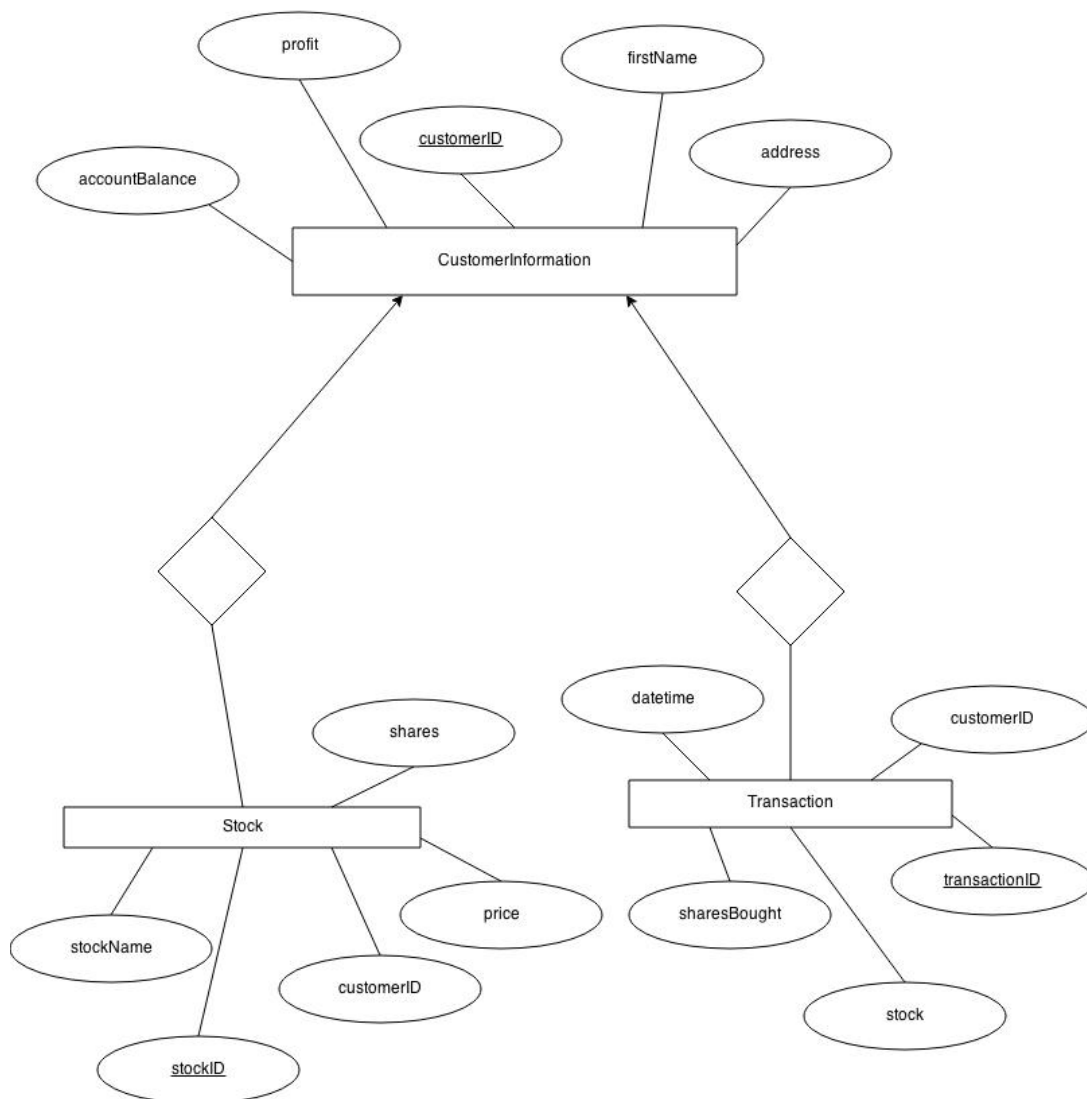 profit
firstName
customerID
address
accountBalance
CustomerInformation
shares
datetime
customerID
Stock
Transaction
price
sharesBought
transactionID
stockName
customerID
stock
stockID